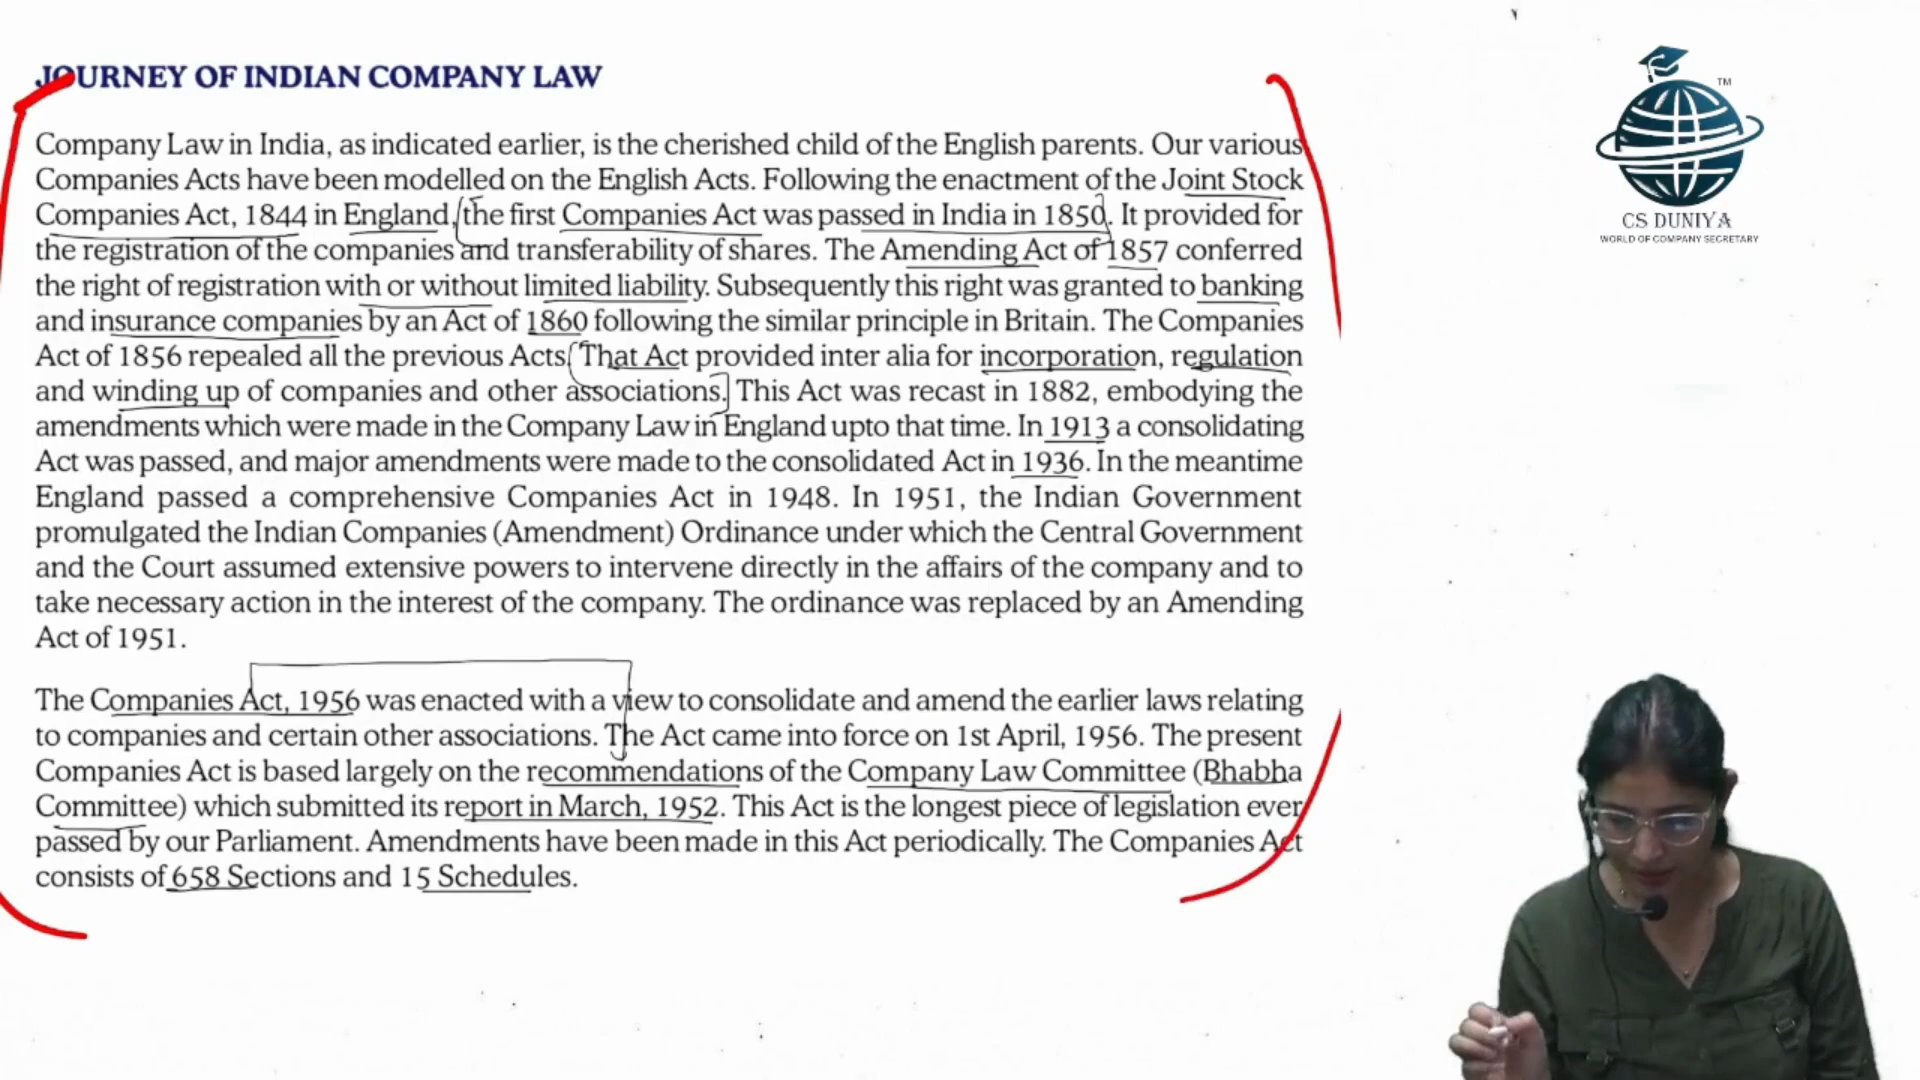 JOURNEY OF INDIAN COMPANY LAW
Company Law in India, as indicated earlier, is the cherished child of the English parents. Our various
Companies Acts have been modelled on the English Acts. Following the enactment of the Joint Stock
Companies Act, 1844 in England, the first Companies Act was passed in India in 1850. It provided for
the registration of the companies and transferability of shares. The Amending Act of 1857 conferred
the right of registration with or without limited liability. Subsequently this right was granted to banking
and insurance companies by an Act of 1860 following the similar principle in Britain. The Companies
Act of 1856 repealed all the previous Acts. That Act provided inter alia for incorporation, regulation
and winding up of companies and other associations. This Act was recast in 1882, embodying the
amendments which were made in the Company Law in England upto that time. In 1913 a consolidating
Act was passed, and major amendments were made to the consolidated Act in 1936. In the meantime
England passed a comprehensive Companies Act in 1948. In 1951, the Indian Government
promulgated the Indian Companies (Amendment) Ordinance under which the Central Government
and the Court assumed extensive powers to intervene directly in the affairs of the company and to
take necessary action in the interest of the company. The ordinance was replaced by an Amending
Act of 1951.
The Companies Act, 1956 was enacted with a view to consolidate and amend the earlier laws relating
to companies and certain other associations. The Act came into force on 1st April, 1956. The present
Companies Act is based largely on the recommendations of the Company Law Committee (Bhabha
Committee) which submitted its report in March, 1952. This Act is the longest piece of legislation ever
passed by our Parliament. Amendments have been made in this Act periodically. The Companies Act
consists of 658 Sections and 15 Schedules.
TM
CS DUNIYA
WORLD OF COMPANY SECRETARY